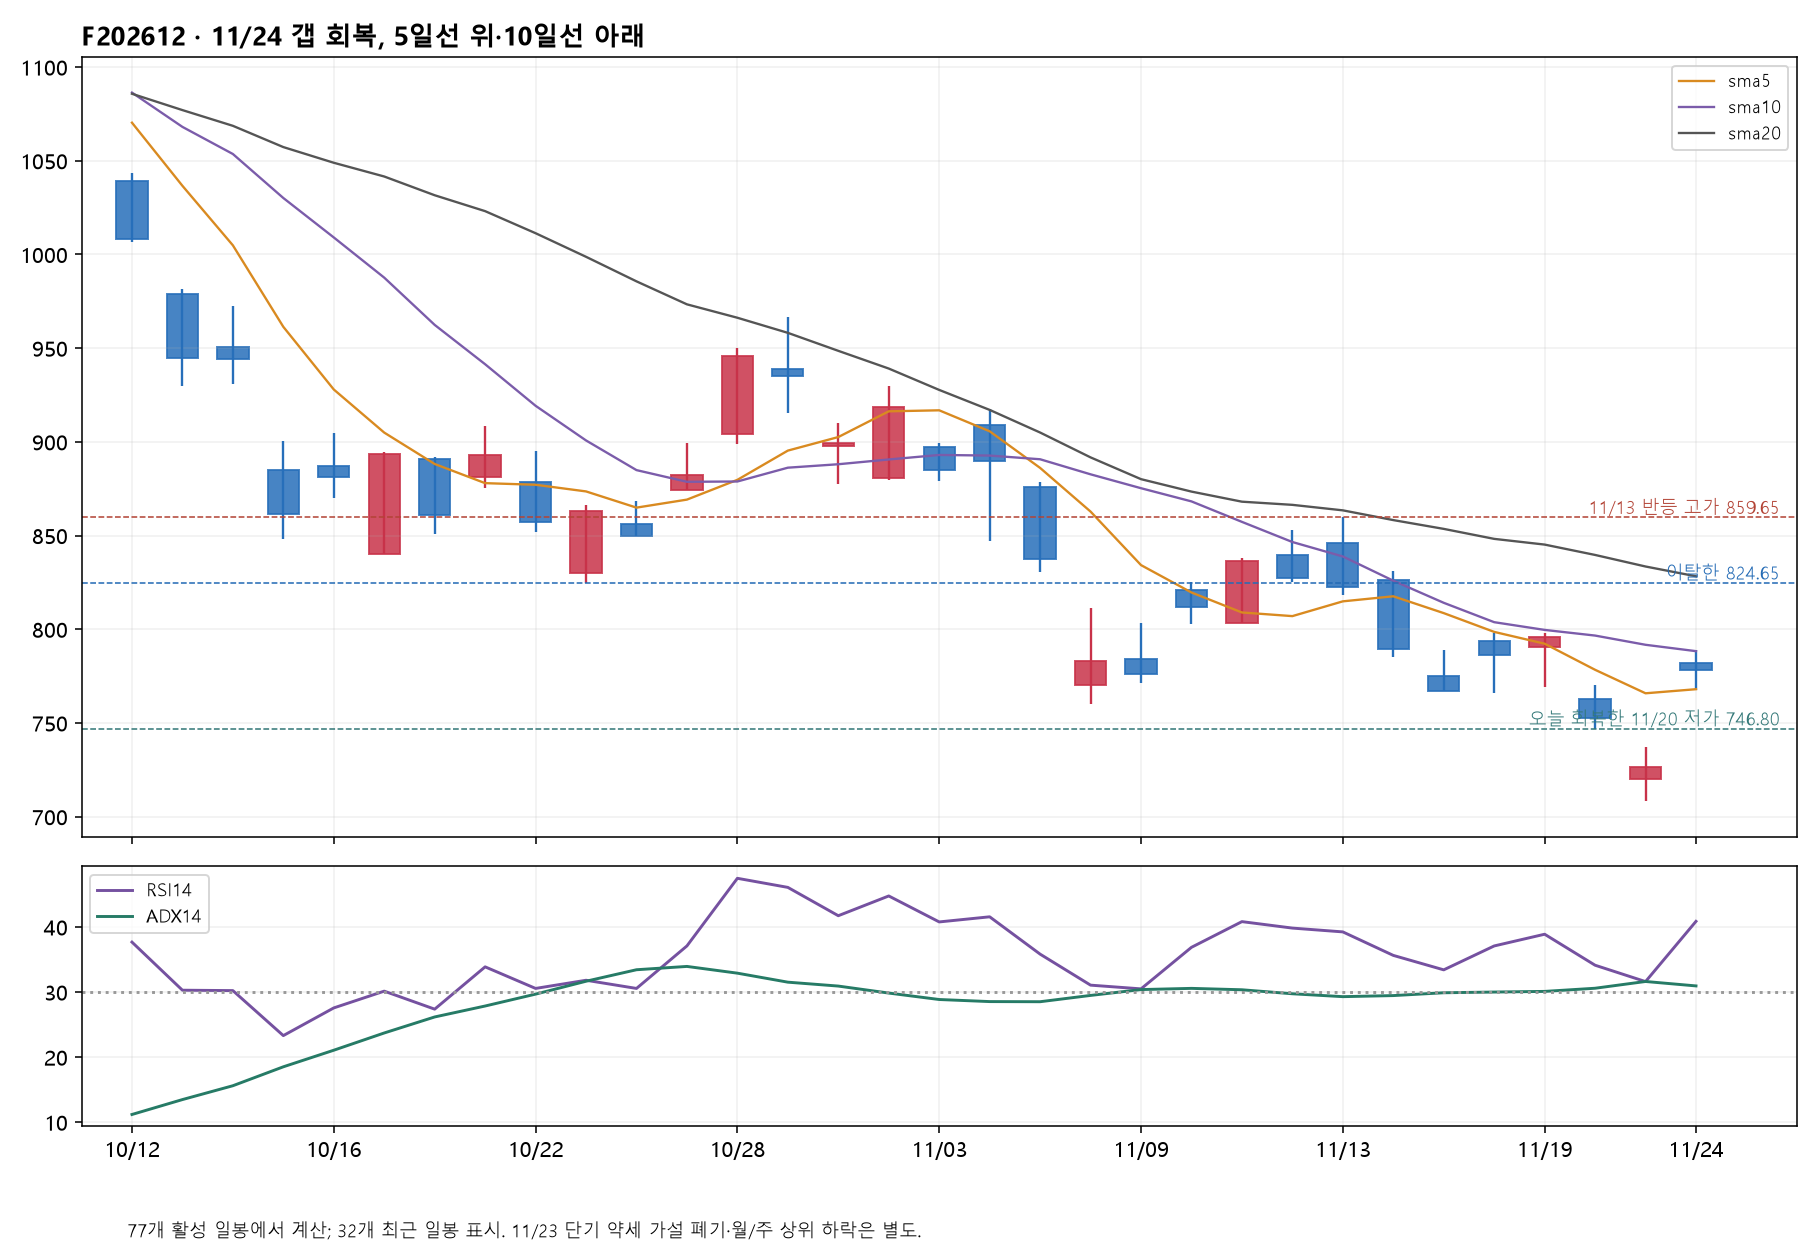 F202612 · 11/24 갭 회복, 5일선 위·10일선 아래
1100
1050
1000
950
900
850
800
750
700
sma5
sma10
sma20
11/13 반등 고가 859.65
이탈한 824.65
오늘 회복한 11/20 저가 746.80
RSI14
ADX14
40
30
20
10
10/12
10/16
10/22
10/28
11/03
11/09
11/13
11/19
11/24
77개 활성 일봉에서 계산; 32개 최근 일봉 표시. 11/23 단기 약세 가설 폐기·월/주 상위 하락은 별도.